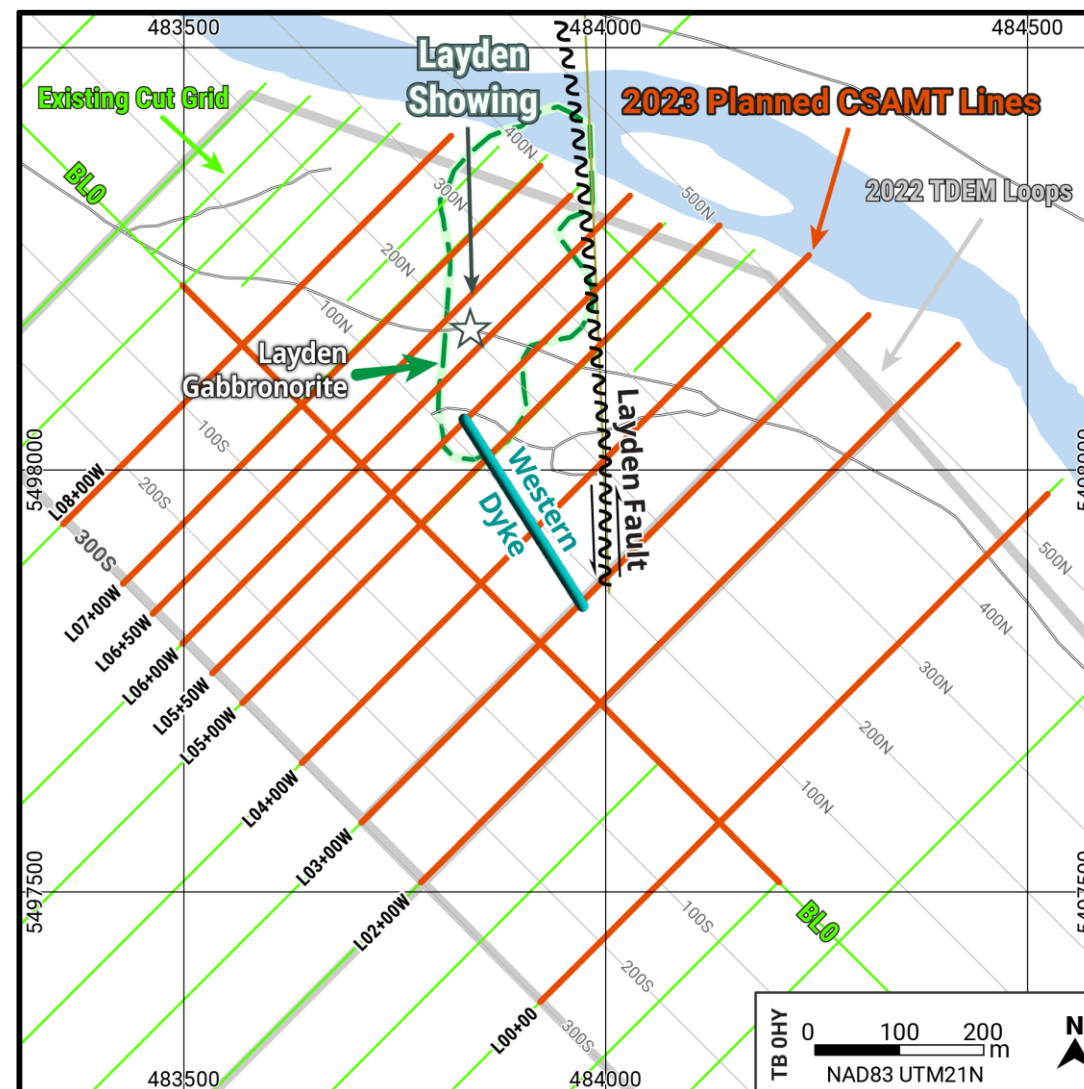 483500
484000
484500
Layden
Showing
Existing Cut Grid
2023 Planned CSAMT Lines
400N
BL0
2022 TDEM Loops
300N
500N
200N
100N
Layden
Gabbronorite
100S
Layden Fault
Western
Dyke
200S
5498000
5498000
L08+00W
300S
500N
L07+00W
400N
L06+50W
300N
L06+00W
L05+50W
200N
L05+00W
100N
L04+00W
L03+00W
5497500
5497500
L02+00W
100S
BL0
200S
L00+00
300S
TB 0HY
0 100 200
m
NAD83 UTM21N
N
483500
484000